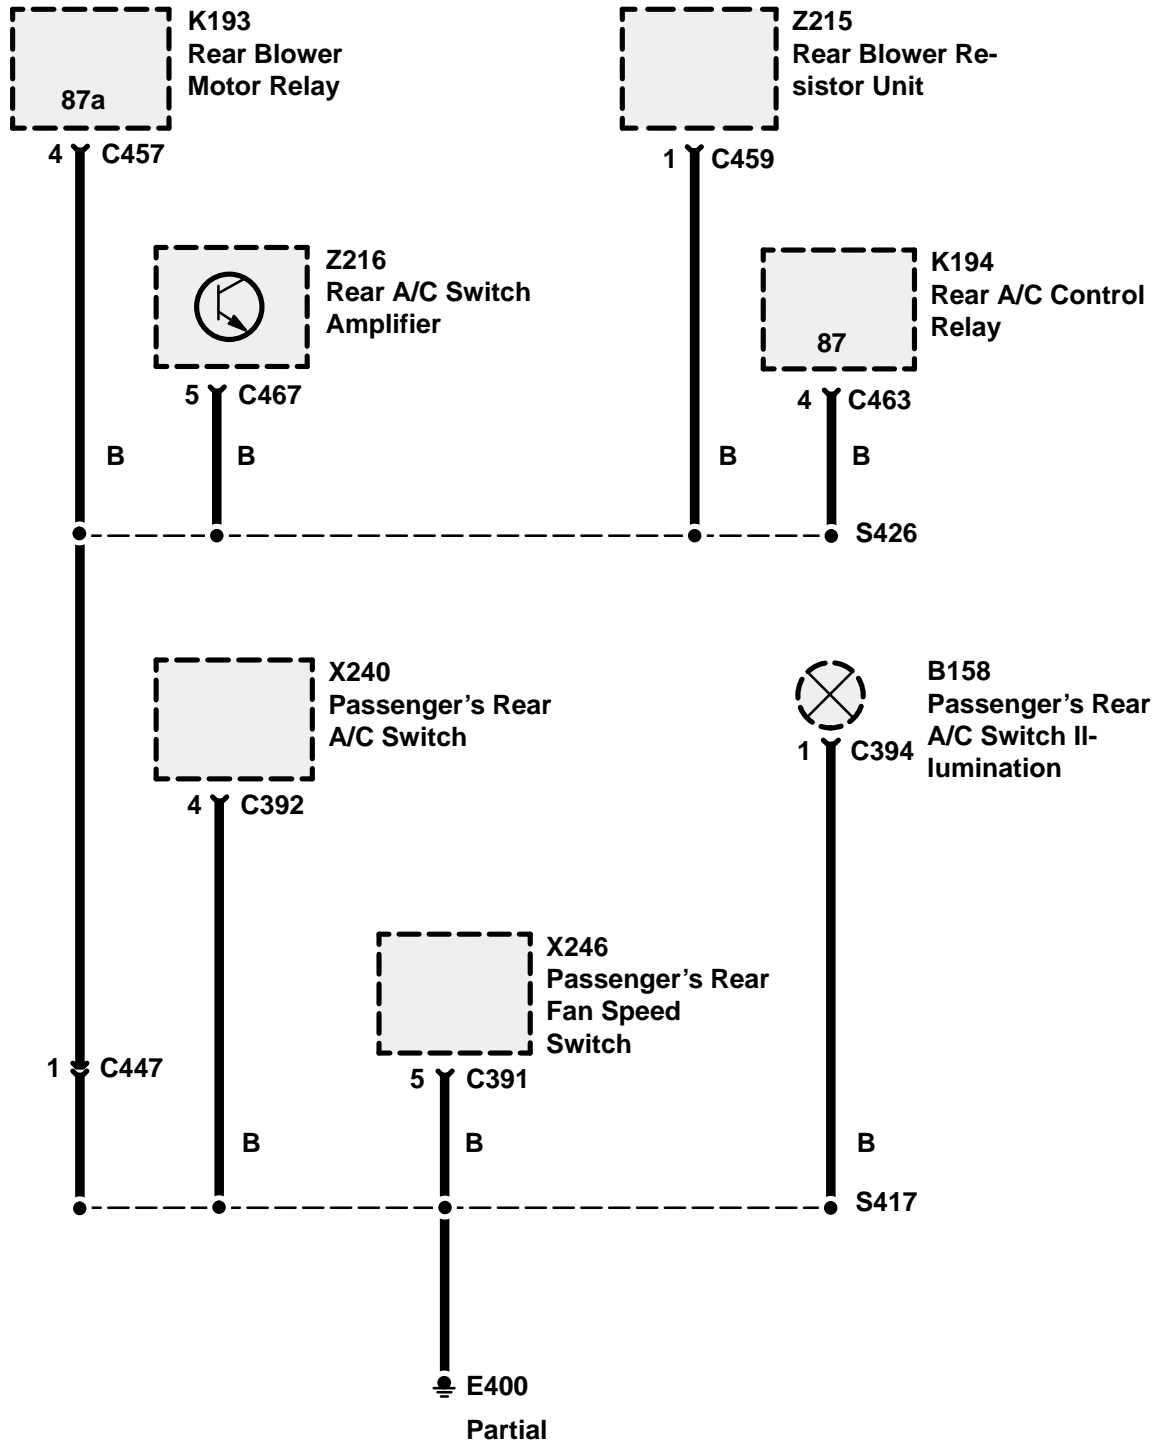 K193
Rear Blower
Motor Relay
87a
4 C457
Z215
Rear Blower Re-
sistor Unit
1 C459
Z216
Rear A/C Switch
Amplifier
5 C467
K194
Rear A/C Control
Relay
87
4 C463
B
B
B
B
S426
X240
Passenger’s Rear
A/C Switch
4 C392
B158
Passenger’s Rear
A/C Switch Il-
lumination
1 C394
X246
Passenger’s Rear
Fan Speed
Switch
5 C391
1 C447
B
B
B
S417
E400
Partial